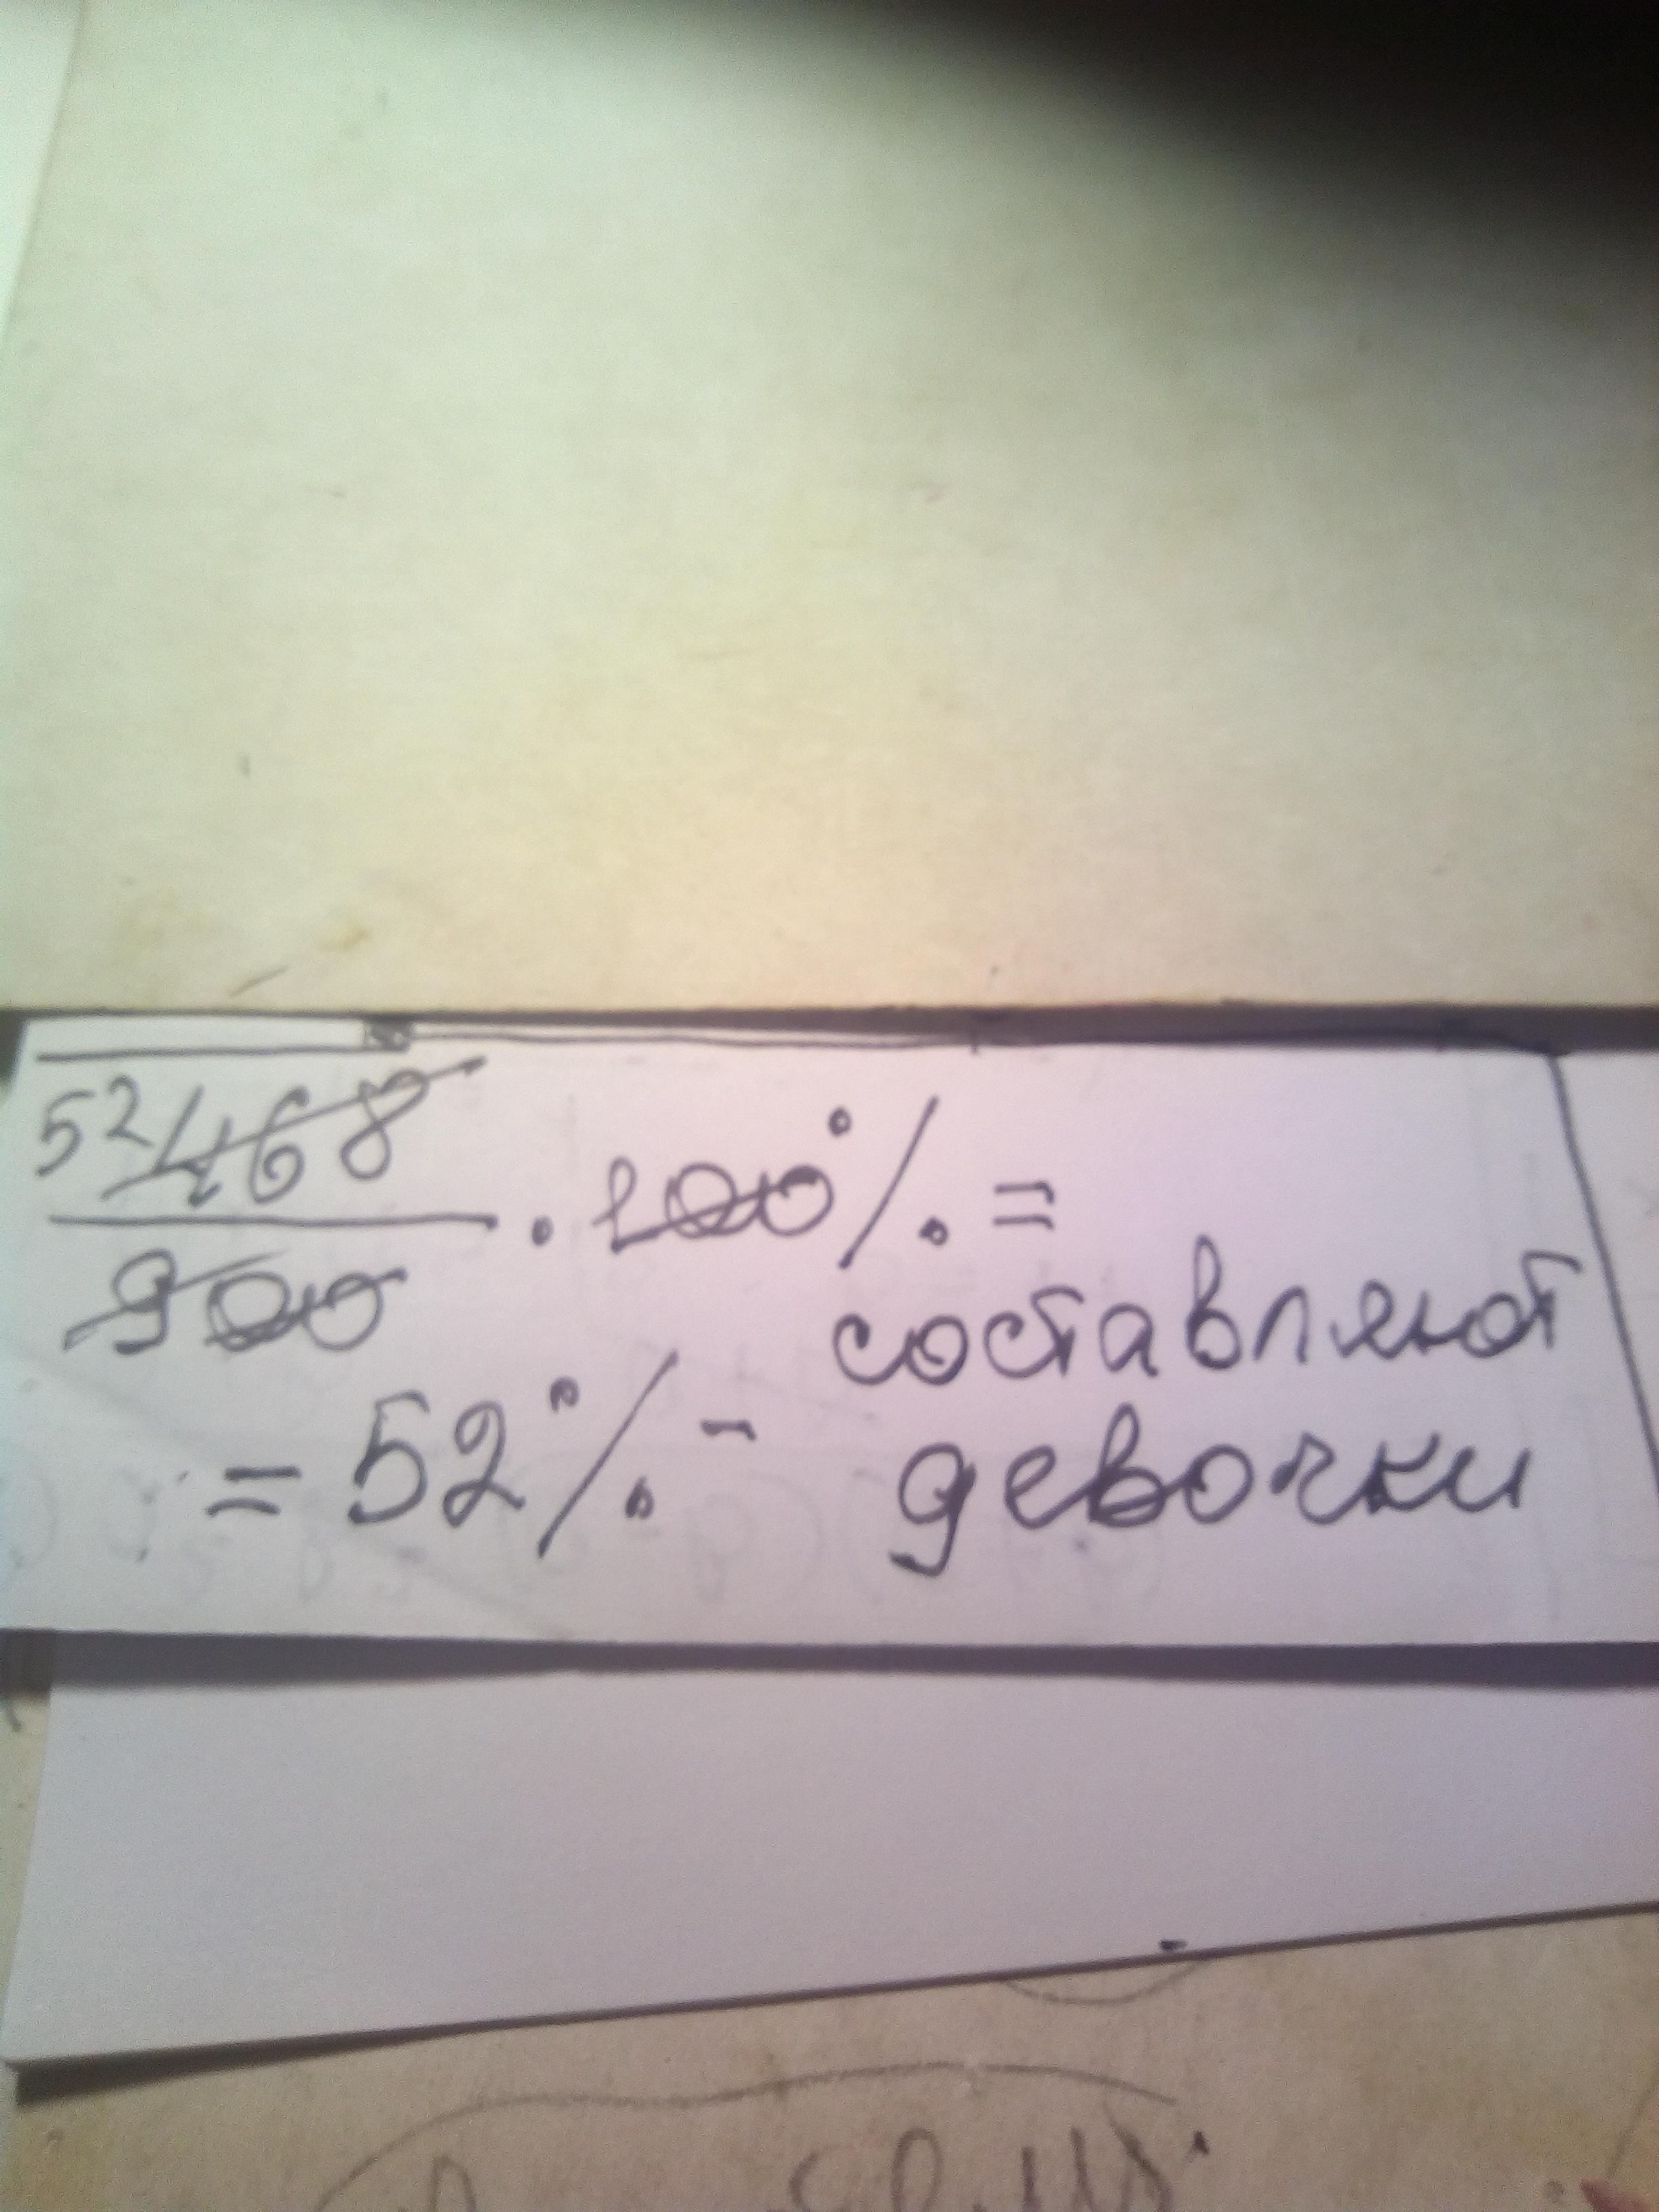 52 468
—— · 100% =
900
составляют
= 52% - девочки